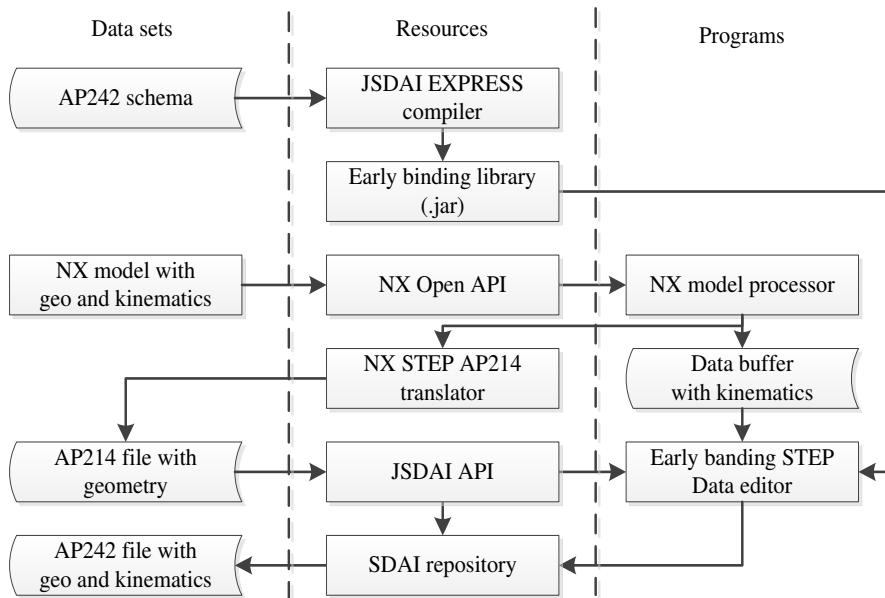 Data sets
Resources
Programs
AP242 schema
JSDAI EXPRESS
compiler
Early binding library
(.jar)
NX model with
geo and kinematics
NX Open API
NX model processor
NX STEP AP214
translator
Data buffer
with kinematics
AP214 file with
geometry
JSDAI API
Early banding STEP
Data editor
AP242 file with
geo and kinematics
SDAI repository